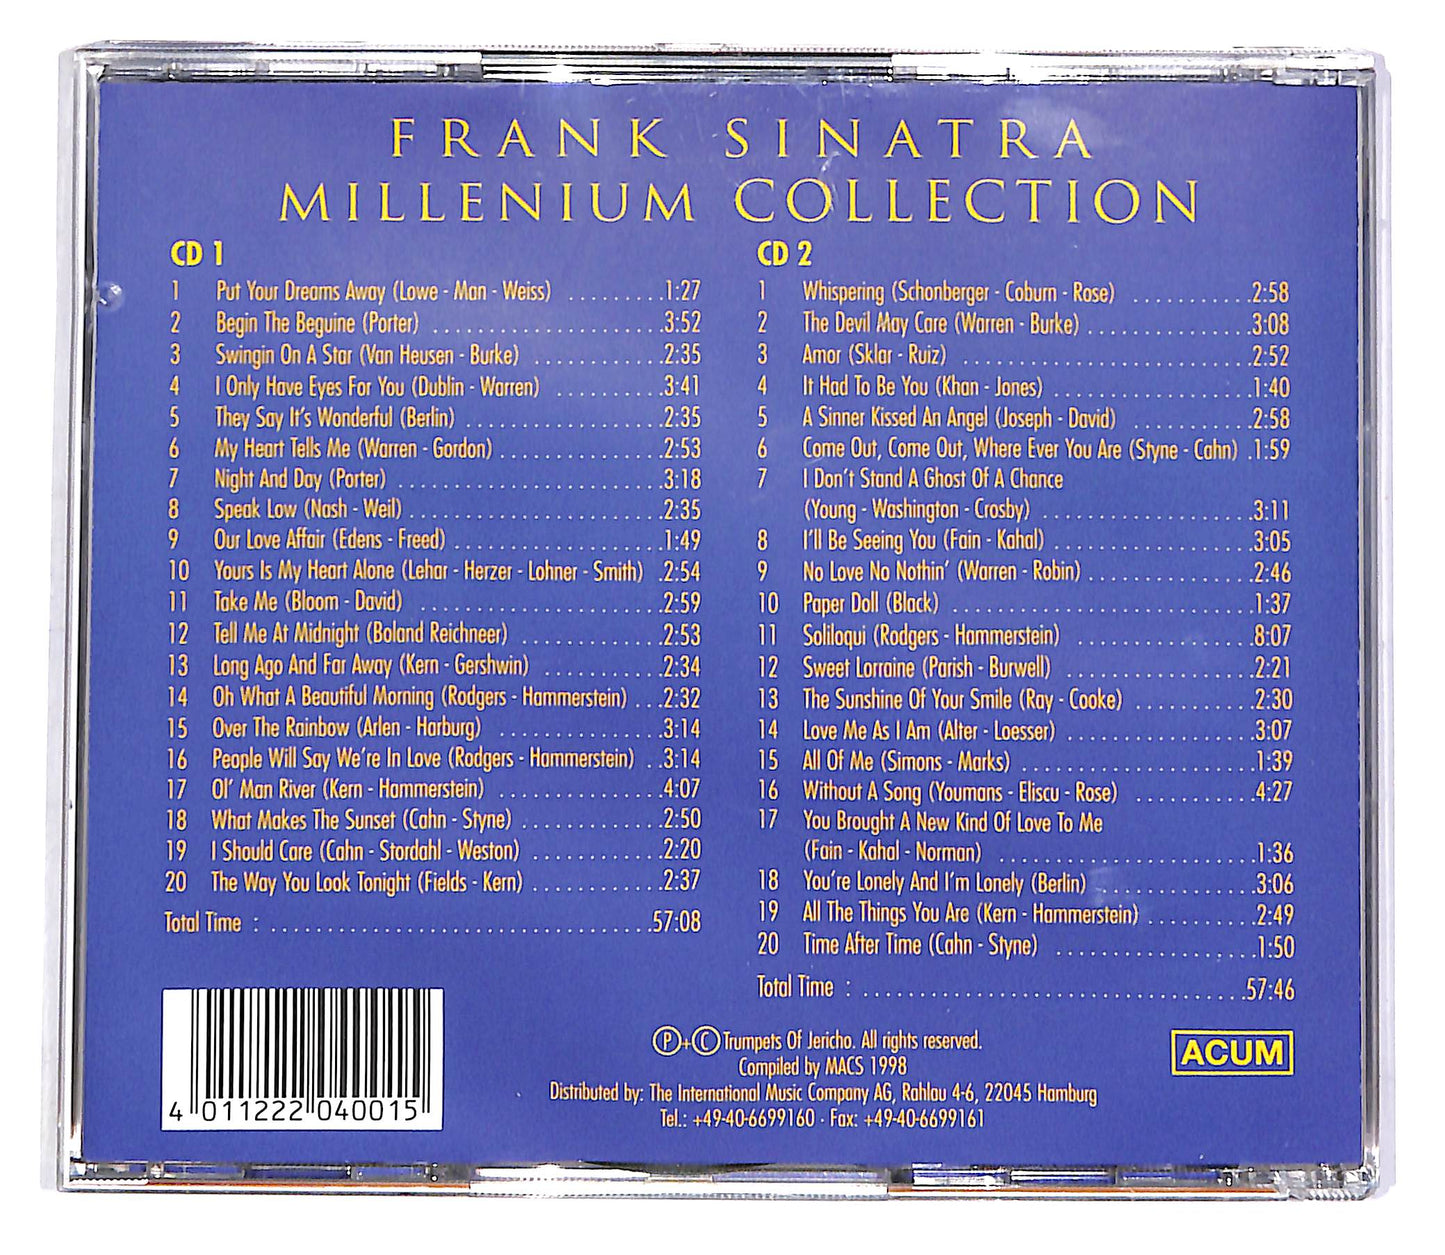 FRANK SINATRA
MILLENIUM COLLECTION
CD 1
1 Put Your Dreams Away (Lowe - Man - Weiss) ..........1:27
2 Begin The Beguine (Porter) ..........3:52
3 Swingin On A Star (Van Heusen - Burke) ..........2:35
4 I Only Have Eyes For You (Dublin - Warren) ..........3:41
5 They Say It's Wonderful (Berlin) ..........2:35
6 My Heart Tells Me (Warren - Gordon) ..........2:53
7 Night And Day (Porter) ..........3:18
8 Speak Low (Nash - Weil) ..........2:35
9 Our Love Affair (Edens - Freed) ..........1:49
10 Yours Is My Heart Alone (Lehar - Herzer - Lohner - Smith) .2:54
11 Take Me (Bloom - David) ..........2:59
12 Tell Me At Midnight (Boland Reichneer) ..........2:53
13 Long Ago And Far Away (Kern - Gershwin) ..........2:34
14 Oh What A Beautiful Morning (Rodgers - Hammerstein) ...2:32
15 Over The Rainbow (Arlen - Harburg) ..........3:14
16 People Will Say We're In Love (Rodgers - Hammerstein) ..3:14
17 Ol' Man River (Kern - Hammerstein) ..........4:07
18 What Makes The Sunset (Cahn - Styne) ..........2:50
19 I Should Care (Cahn - Stordahl - Weston) ..........2:20
20 The Way You Look Tonight (Fields - Kern) ..........2:37
Total Time : ..........57:08
CD 2
1 Whispering (Schonberger - Coburn - Rose) ..........2:58
2 The Devil May Care (Warren - Burke) ..........3:08
3 Amor (Sklar - Ruiz) ..........2:52
4 It Had To Be You (Khan - Jones) ..........1:40
5 A Sinner Kissed An Angel (Joseph - David) ..........2:58
6 Come Out, Come Out, Where Ever You Are (Styne - Cahn) .1:59
7 I Don't Stand A Ghost Of A Chance
(Young - Washington - Crosby) ..........3:11
8 I'll Be Seeing You (Fain - Kahal) ..........3:05
9 No Love No Nothin' (Warren - Robin) ..........2:46
10 Paper Doll (Black) ..........1:37
11 Soliloqui (Rodgers - Hammerstein) ..........8:07
12 Sweet Lorraine (Parish - Burwell) ..........2:21
13 The Sunshine Of Your Smile (Ray - Cooke) ..........2:30
14 Love Me As I Am (Alter - Loesser) ..........3:07
15 All Of Me (Simons - Marks) ..........1:39
16 Without A Song (Youmans - Eliscu - Rose) ..........4:27
17 You Brought A New Kind Of Love To Me
(Fain - Kahal - Norman) ..........1:36
18 You're Lonely And I'm Lonely (Berlin) ..........3:06
19 All The Things You Are (Kern - Hammerstein) ..........2:49
20 Time After Time (Cahn - Styne) ..........1:50
Total Time : ..........57:46
Ⓟ+Ⓒ Trumpets Of Jericho. All rights reserved.
Compiled by MACS 1998
Distributed by: The International Music Company AG, Rahlau 4-6, 22045 Hamburg
Tel.: +49-40-6699160 · Fax: +49-40-6699161
ACUM
4 011222 040015